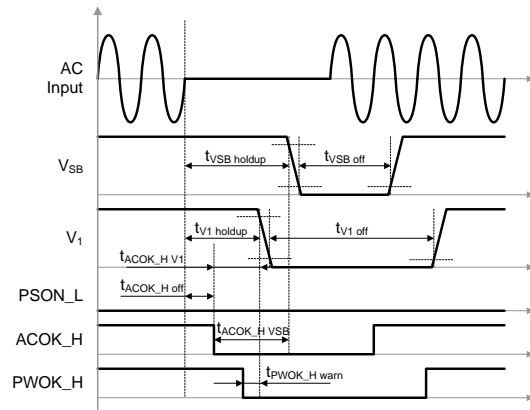 AC
Input
VSB
tVSB holdup
tVSB off
V1
tV1 holdup
tV1 off
tACOK_H V1
tACOK_H off
PSON_L
tACOK_H VSB
ACOK_H
tPWOK_H warn
PWOK_H